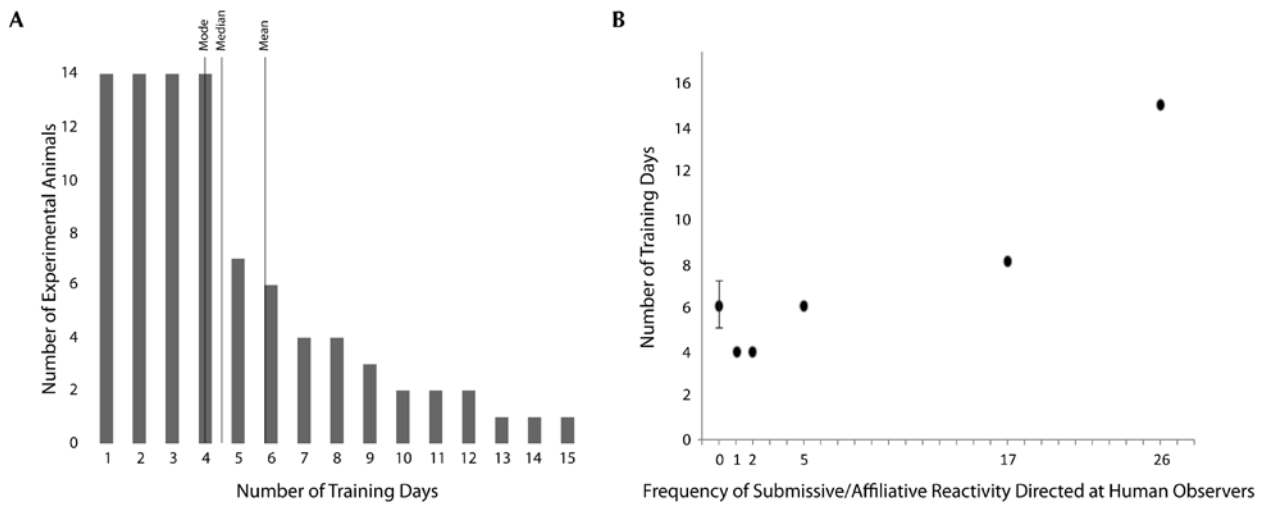 A
Mode
Median
Mean
14
12
10
8
6
4
2
0
Number of Experimental Animals
1 2 3 4 5 6 7 8 9 10 11 12 13 14 15
Number of Training Days
B
16
14
12
10
8
6
4
2
0
Number of Training Days
0 1 2 5 17 26
Frequency of Submissive/Affiliative Reactivity Directed at Human Observers